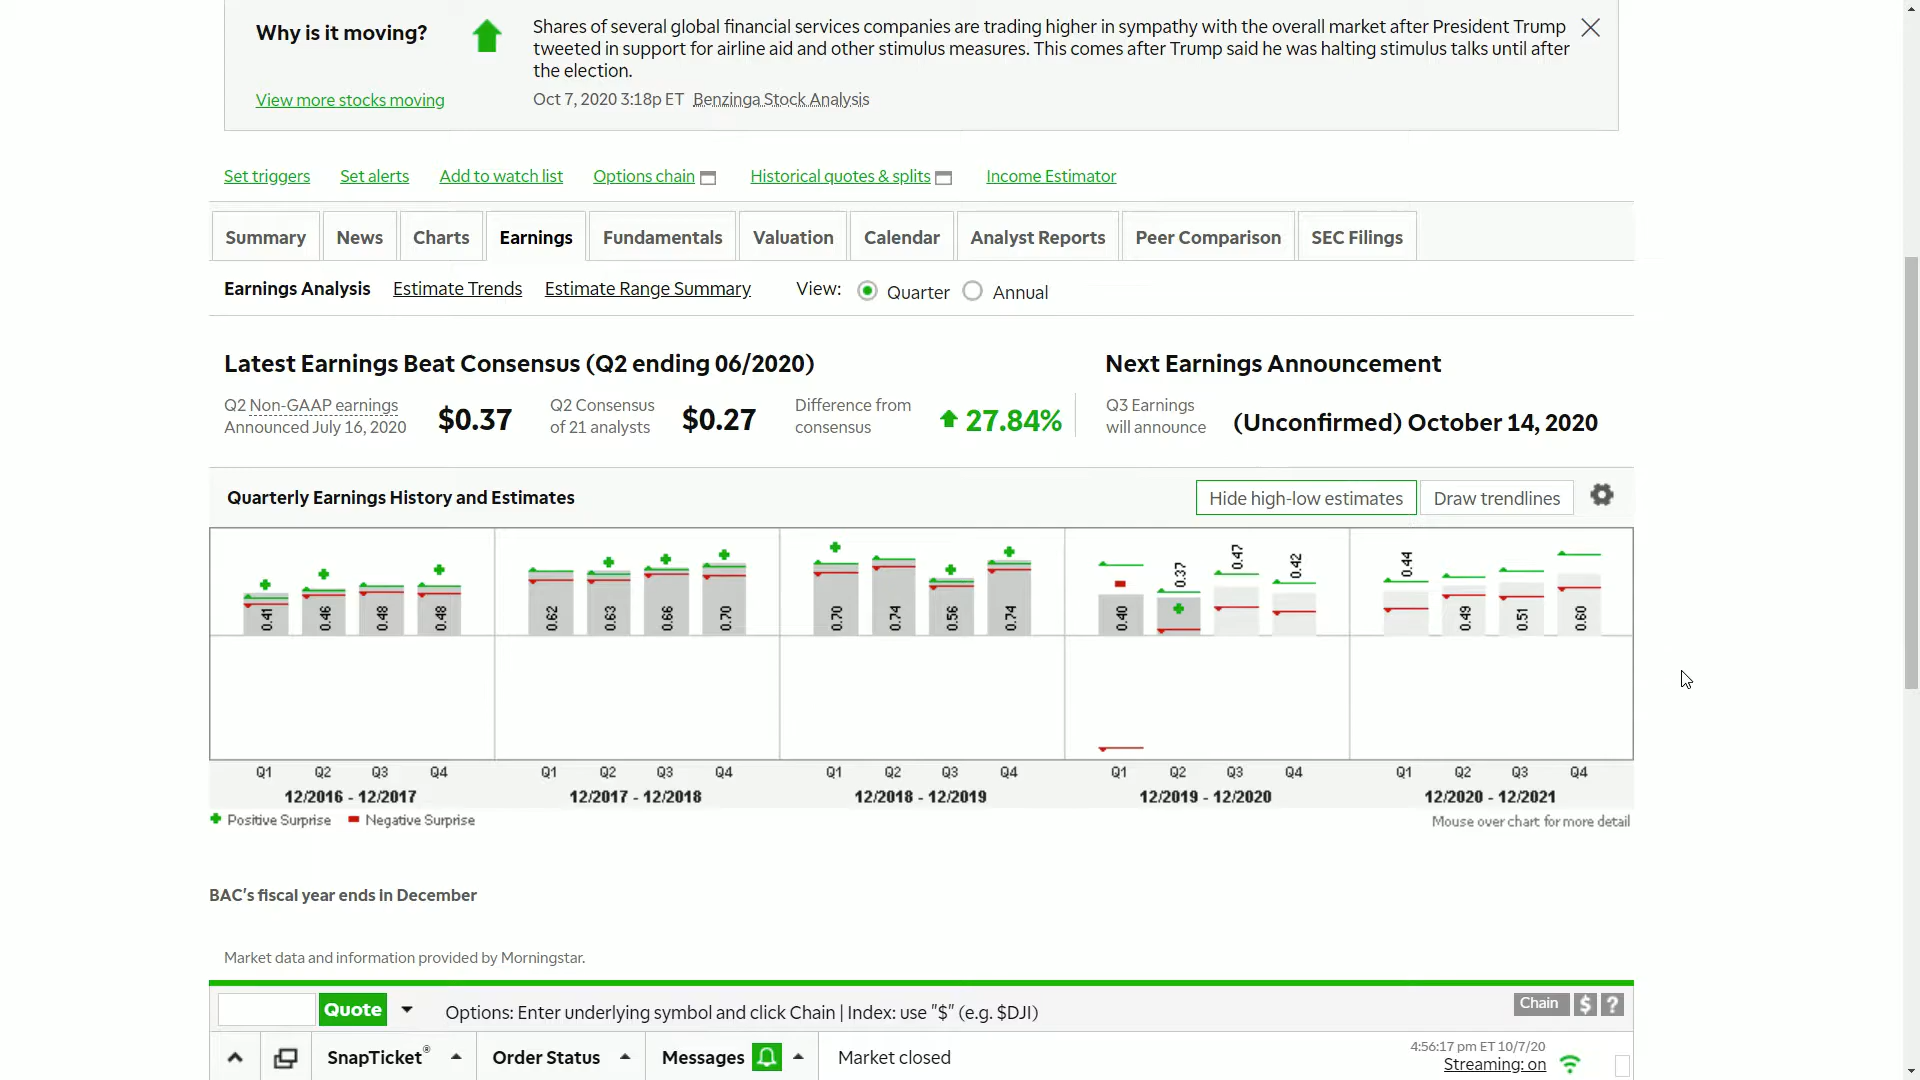 Why is it moving?
Shares of several global financial services companies are trading higher in sympathy with the overall market after President Trump
tweeted in support for airline aid and other stimulus measures. This comes after Trump said he was halting stimulus talks until after
the election.
View more stocks moving
Oct 7, 2020 3:18p ET Benzinga Stock Analysis
Set triggers Set alerts Add to watch list Options chain Historical quotes & splits Income Estimator
Summary News Charts Earnings Fundamentals Valuation Calendar Analyst Reports Peer Comparison SEC Filings
Earnings Analysis Estimate Trends Estimate Range Summary View: Quarter Annual
Latest Earnings Beat Consensus (Q2 ending 06/2020)
Q2 Non-GAAP earnings
Announced July 16, 2020
$0.37
Q2 Consensus
of 21 analysts
$0.27
Difference from
consensus
27.84%
Next Earnings Announcement
Q3 Earnings
will announce
(Unconfirmed) October 14, 2020
Quarterly Earnings History and Estimates
Hide high-low estimates Draw trendlines
0.41 0.46 0.48 0.48 0.62 0.63 0.66 0.70 0.70 0.74 0.56 0.74 0.40 0.37 0.47 0.42 0.44 0.49 0.51 0.60
Q1 Q2 Q3 Q4 Q1 Q2 Q3 Q4 Q1 Q2 Q3 Q4 Q1 Q2 Q3 Q4 Q1 Q2 Q3 Q4
12/2016 - 12/2017 12/2017 - 12/2018 12/2018 - 12/2019 12/2019 - 12/2020 12/2020 - 12/2021
Positive Surprise Negative Surprise
Mouse over chart for more detail
BAC's fiscal year ends in December
Market data and information provided by Morningstar.
Quote Options: Enter underlying symbol and click Chain | Index: use "$" (e.g. $DJI) Chain $ ?
SnapTicket® Order Status Messages Market closed
4:56:17 pm ET 10/7/20
Streaming: on